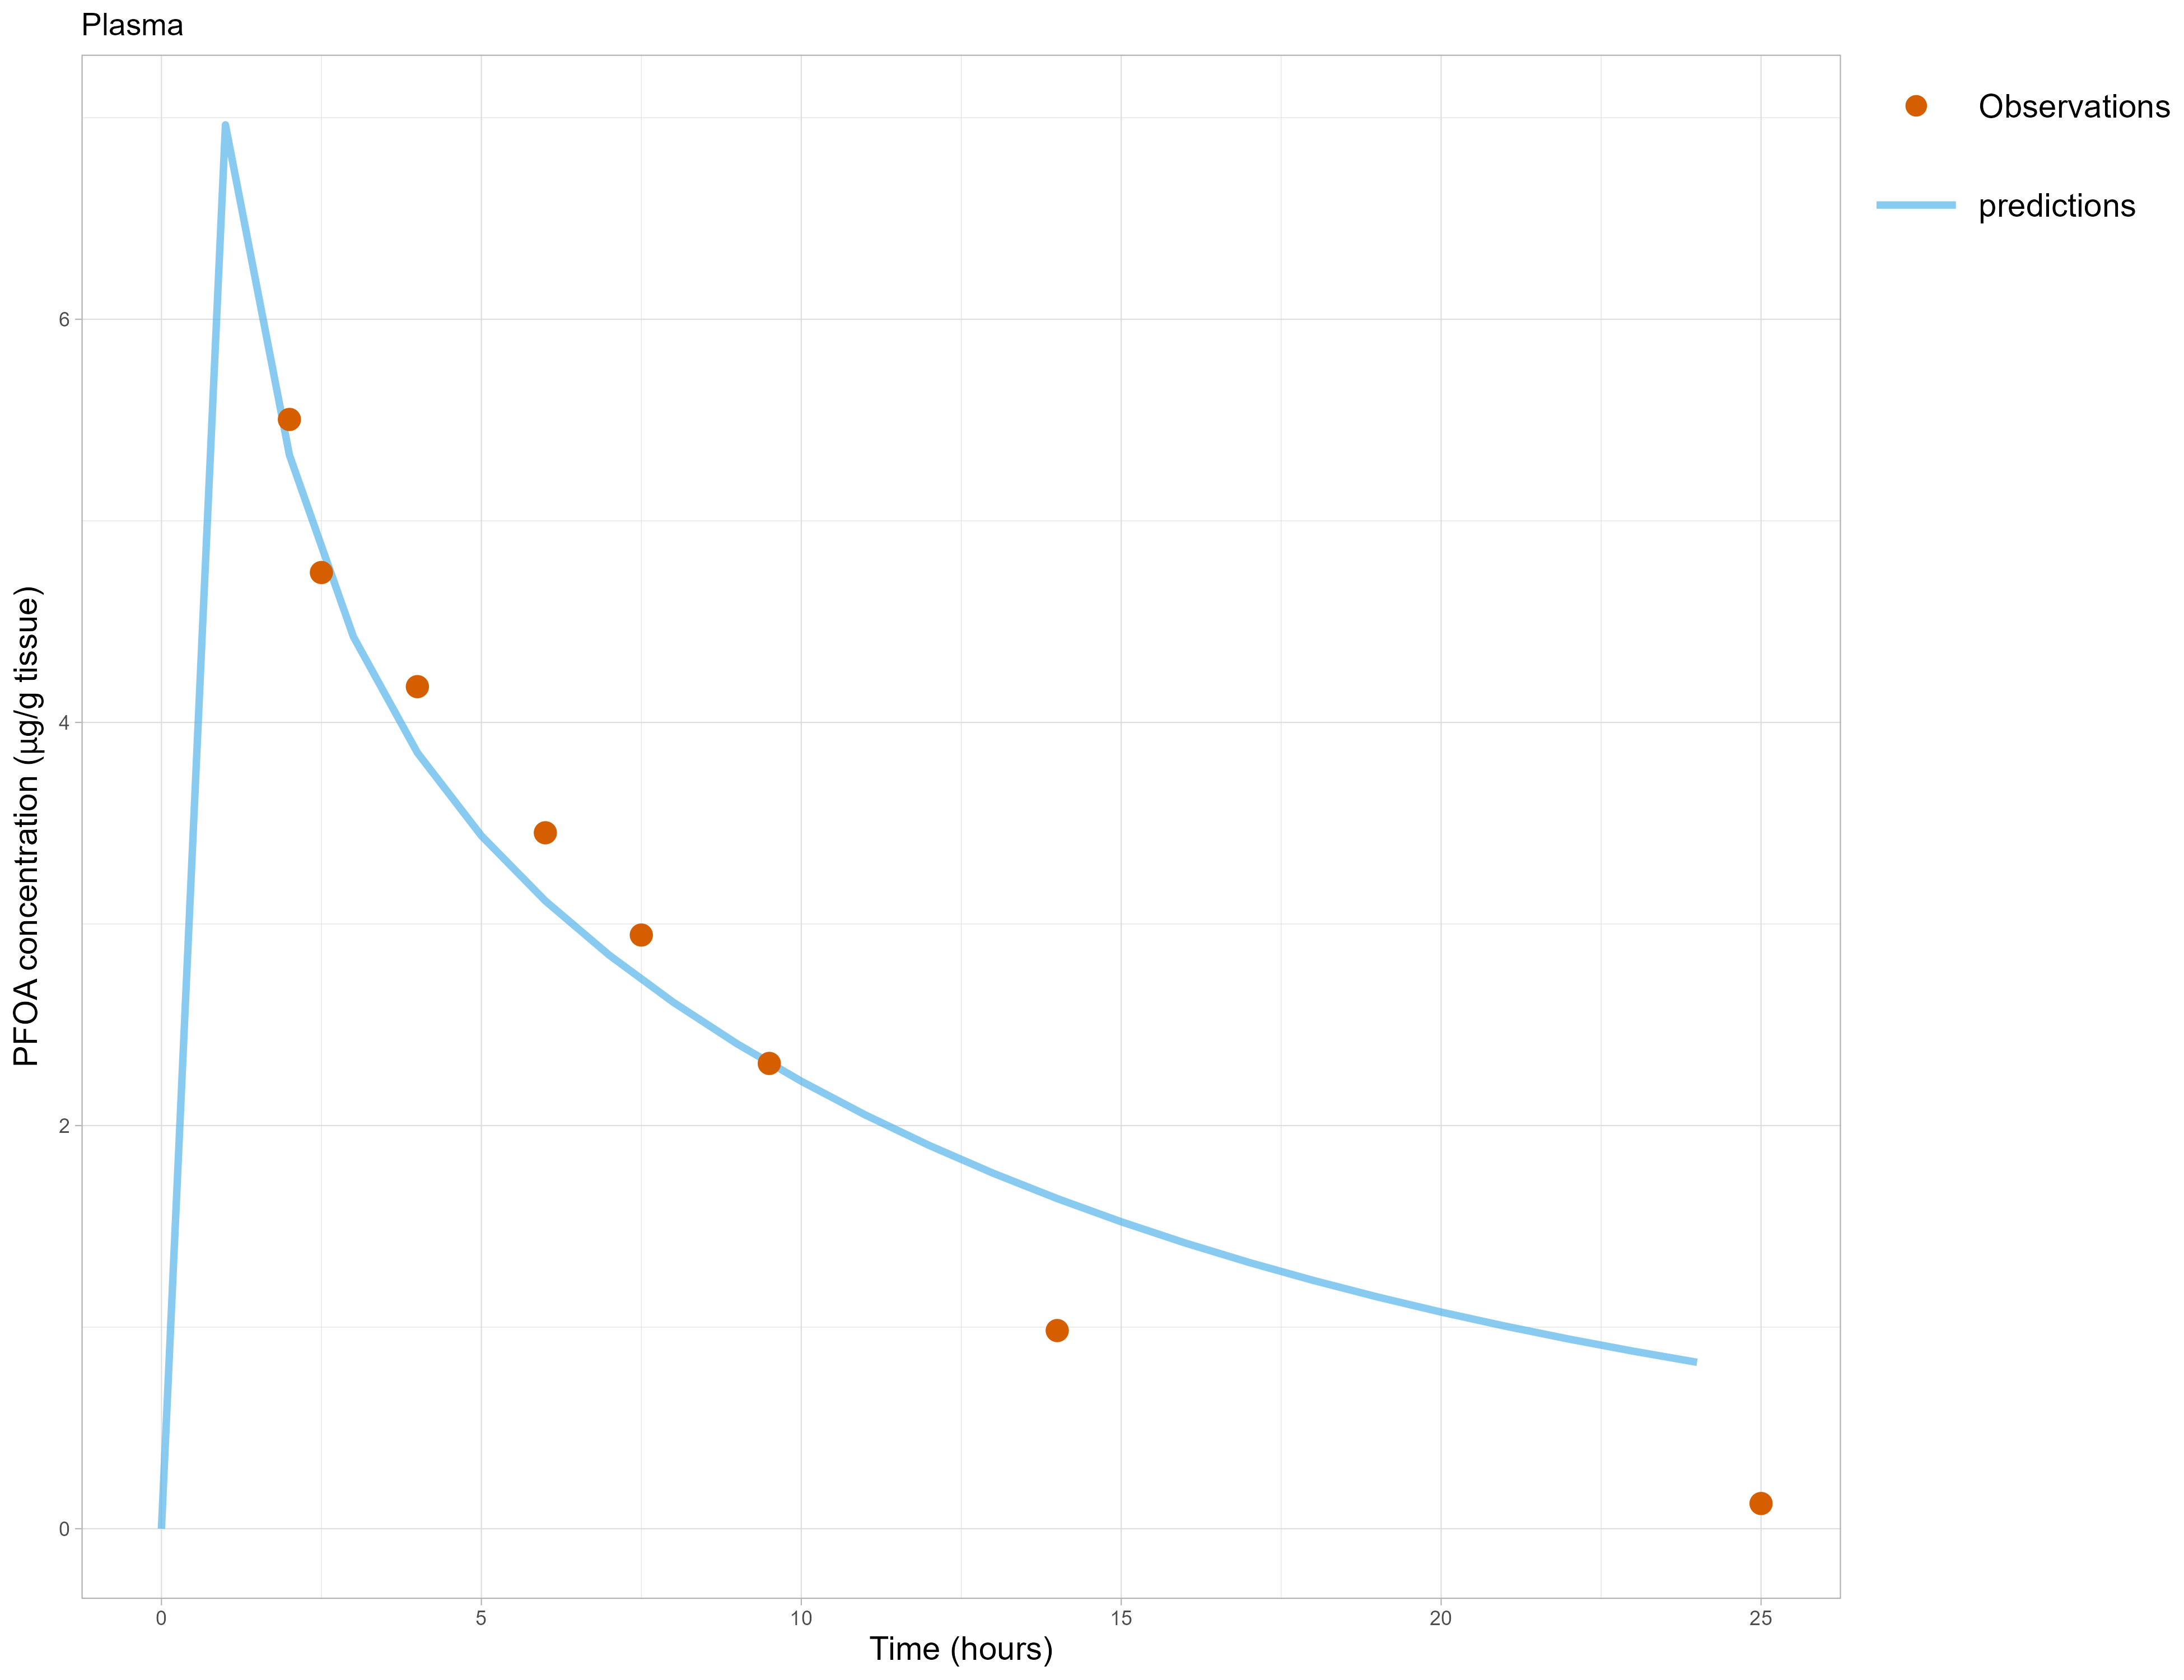 Plasma
Observations
predictions
PFOA concentration (µg/g tissue)
6
4
2
0
0 5 10 15 20 25
Time (hours)